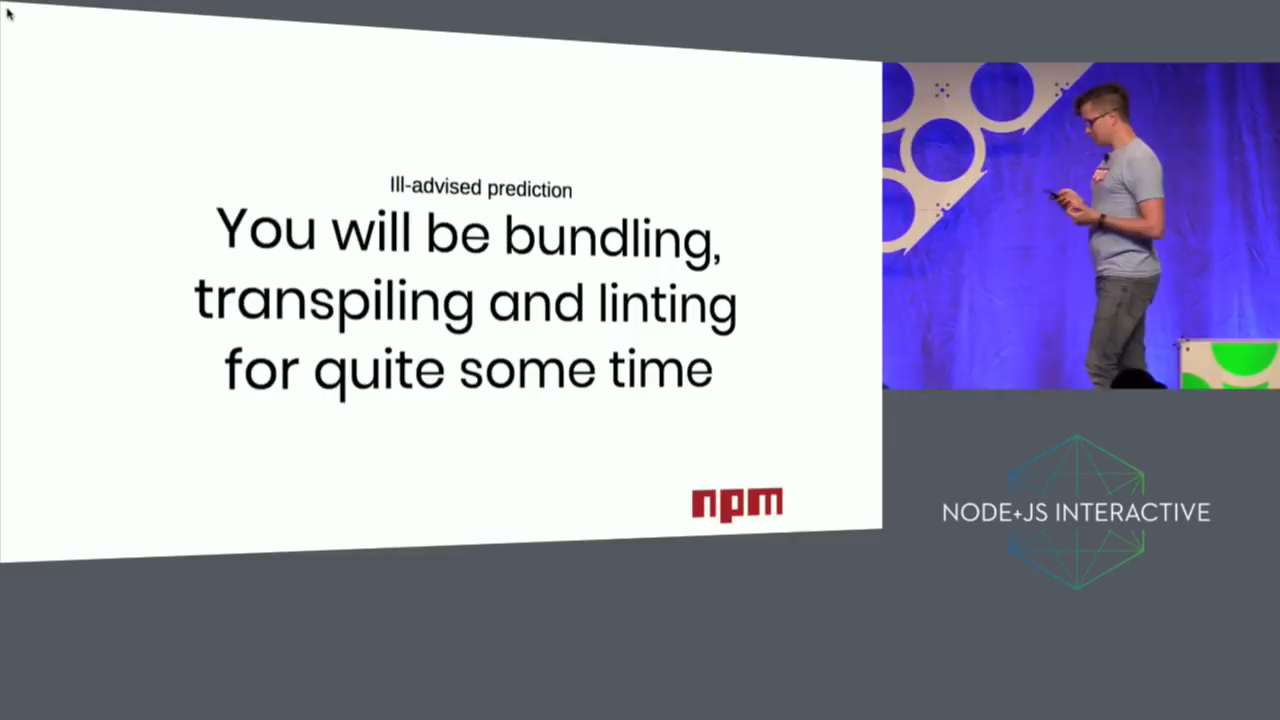 Ill-advised prediction
You will be bundling,
transpiling and linting
for quite some time
npm
NODE+JS INTERACTIVE